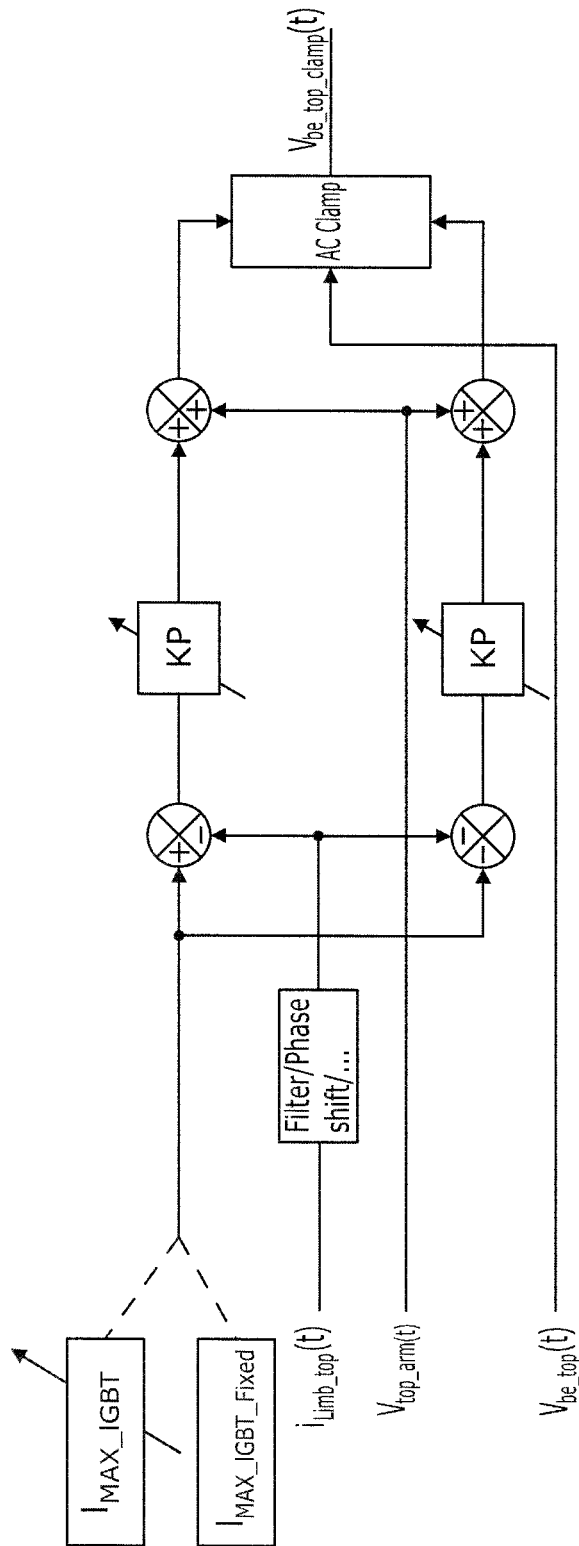 I_MAX_IGBT
I_MAX_IGBT_Fixed
i_Limb_top(t)
V_top_arm(t)
V_be_top(t)
Filter/Phase
shift/...
+
-
-
-
KP
KP
+
+
+
+
AC Clamp
V_be_top_clamp(t)